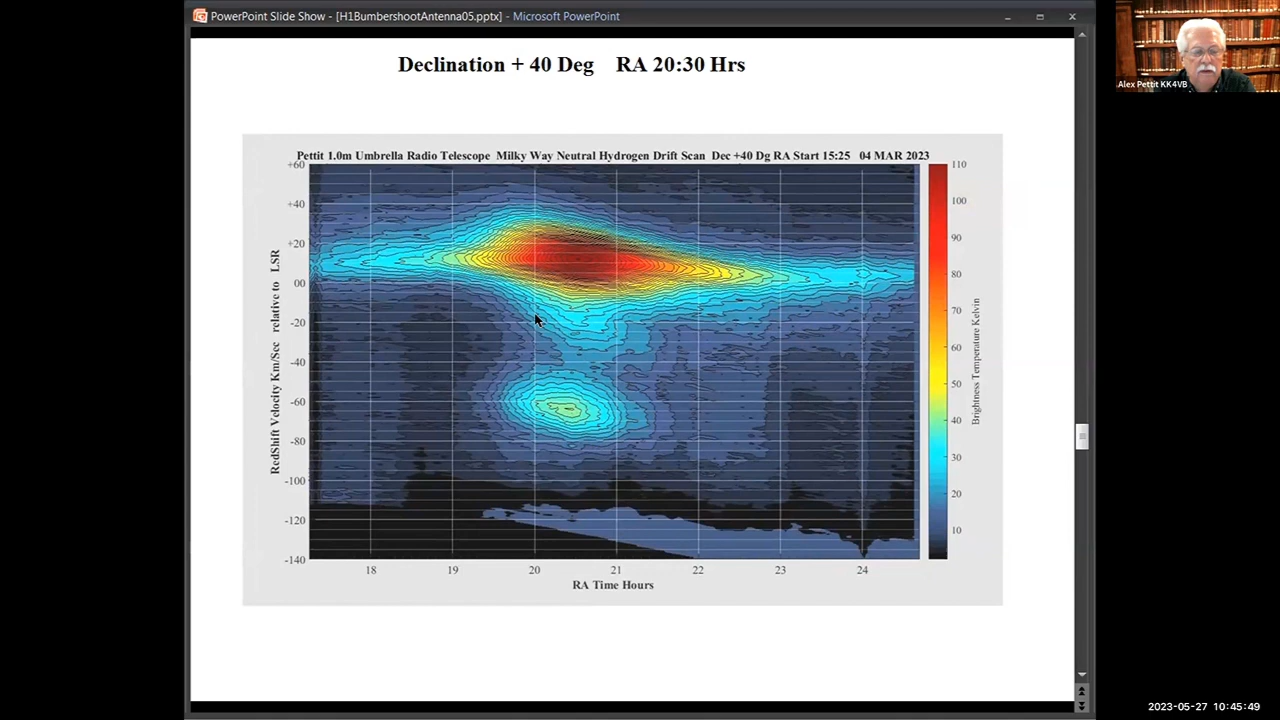 PowerPoint Slide Show - [H1BumbershootAntenna05.pptx] - Microsoft PowerPoint
Declination + 40 Deg RA 20:30 Hrs
Alex Pettit KK4VB
Pettit 1.0m Umbrella Radio Telescope Milky Way Neutral Hydrogen Drift Scan Dec +40 Dg RA Start 15:25 04 MAR 2023
RedShift Velocity Km/Sec relative to LSR
+60
+40
+20
00
-20
-40
-60
-80
-100
-120
-140
18 19 20 21 22 23 24
RA Time Hours
110
100
90
80
70
60
50
40
30
20
10
Brightness Temperature Kelvin
2023-05-27 10:45:49